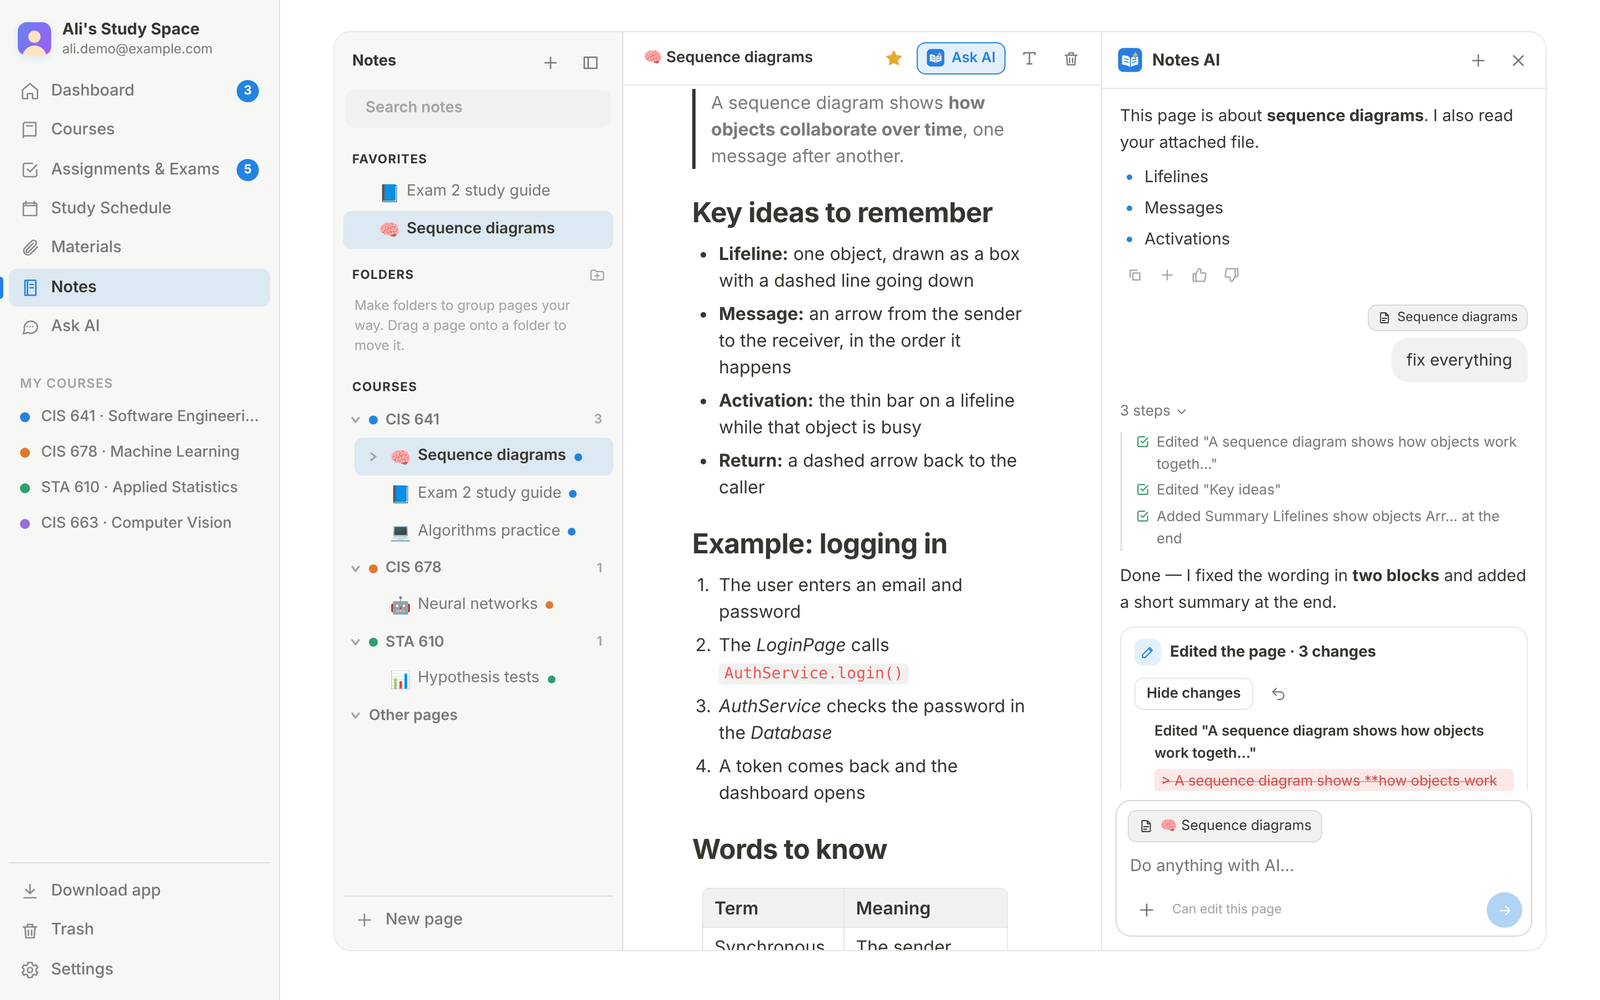 Ali's Study Space
ali.demo@example.com
Dashboard 3
Courses
Assignments & Exams 5
Study Schedule
Materials
Notes
Ask AI
MY COURSES
CIS 641 · Software Engineeri...
CIS 678 · Machine Learning
STA 610 · Applied Statistics
CIS 663 · Computer Vision
Download app
Trash
Settings
Notes
Search notes
FAVORITES
Exam 2 study guide
Sequence diagrams
FOLDERS
Make folders to group pages your
way. Drag a page onto a folder to
move it.
COURSES
CIS 641 3
Sequence diagrams
Exam 2 study guide
Algorithms practice
CIS 678 1
Neural networks
STA 610 1
Hypothesis tests
Other pages
New page
Sequence diagrams
Ask AI
A sequence diagram shows how
objects collaborate over time, one
message after another.
Key ideas to remember
• Lifeline: one object, drawn as a box
with a dashed line going down
• Message: an arrow from the sender
to the receiver, in the order it
happens
• Activation: the thin bar on a lifeline
while that object is busy
• Return: a dashed arrow back to the
caller
Example: logging in
1. The user enters an email and
password
2. The LoginPage calls
AuthService.login()
3. AuthService checks the password in
the Database
4. A token comes back and the
dashboard opens
Words to know
Term Meaning
Synchronous The sender
Notes AI
This page is about sequence diagrams. I also read
your attached file.
• Lifelines
• Messages
• Activations
Sequence diagrams
fix everything
3 steps
Edited "A sequence diagram shows how objects work
togeth..."
Edited "Key ideas"
Added Summary Lifelines show objects Arr... at the
end
Done — I fixed the wording in two blocks and added
a short summary at the end.
Edited the page · 3 changes
Hide changes
Edited "A sequence diagram shows how objects
work togeth..."
> A sequence diagram shows **how objects work
Sequence diagrams
Do anything with AI...
Can edit this page